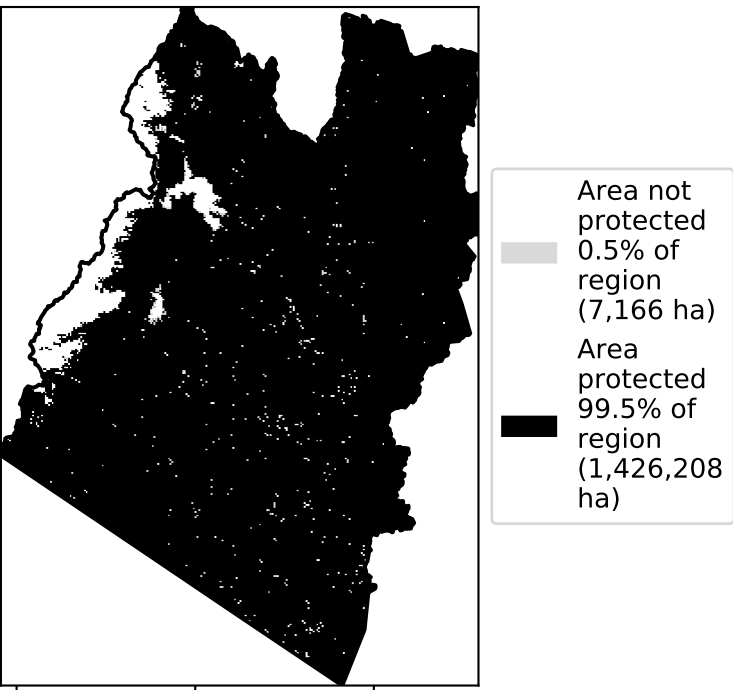 Area not
protected
0.5% of
region
(7,166 ha)
Area
protected
99.5% of
region
(1,426,208
ha)